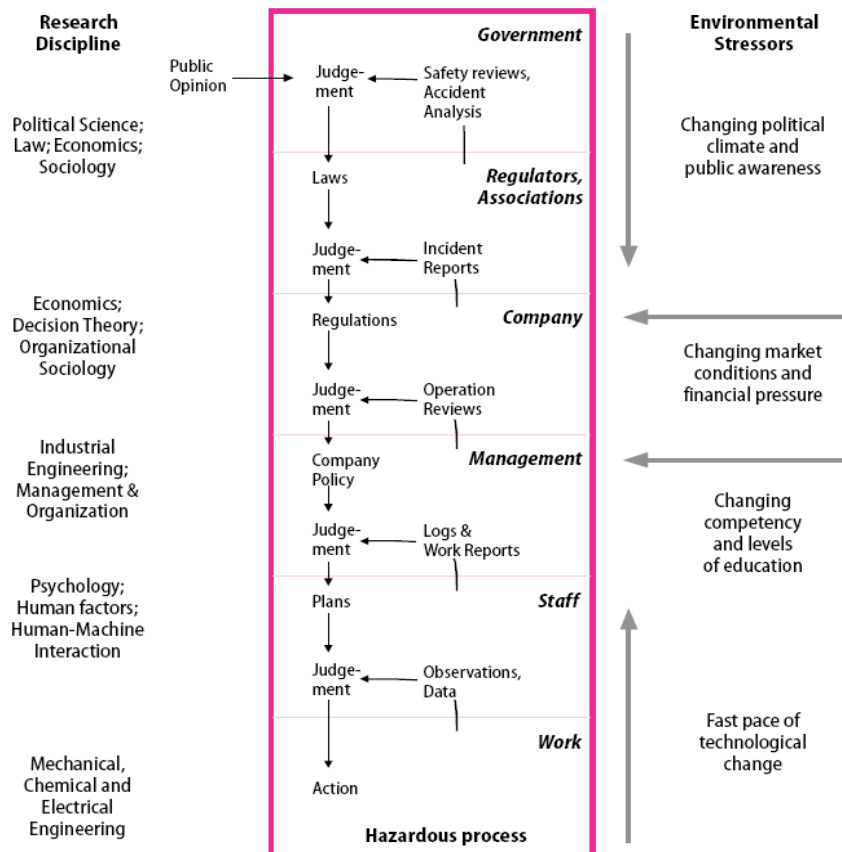 Research
Discipline
Government
Environmental
Stressors
Public
Opinion
Judge-
ment
Safety reviews,
Accident
Analysis
Political Science;
Law; Economics;
Sociology
Changing political
climate and
public awareness
Laws
Regulators,
Associations
Judge-
ment
Incident
Reports
Economics;
Decision Theory;
Organizational
Sociology
Regulations
Company
Changing market
conditions and
financial pressure
Judge-
ment
Operation
Reviews
Industrial
Engineering;
Management &
Organization
Company
Policy
Management
Changing
competency
and levels
of education
Judge-
ment
Logs &
Work Reports
Psychology;
Human factors;
Human-Machine
Interaction
Plans
Staff
Judge-
ment
Observations,
Data
Fast pace of
technological
change
Work
Mechanical,
Chemical and
Electrical
Engineering
Action
Hazardous process